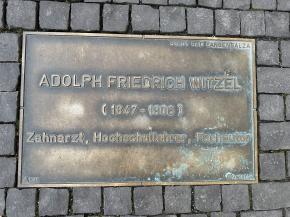 ADOLPH FRIEDRICH WITZEL
(1847 - 1906)
Zahnarzt, Hochschullehrer, Forscher